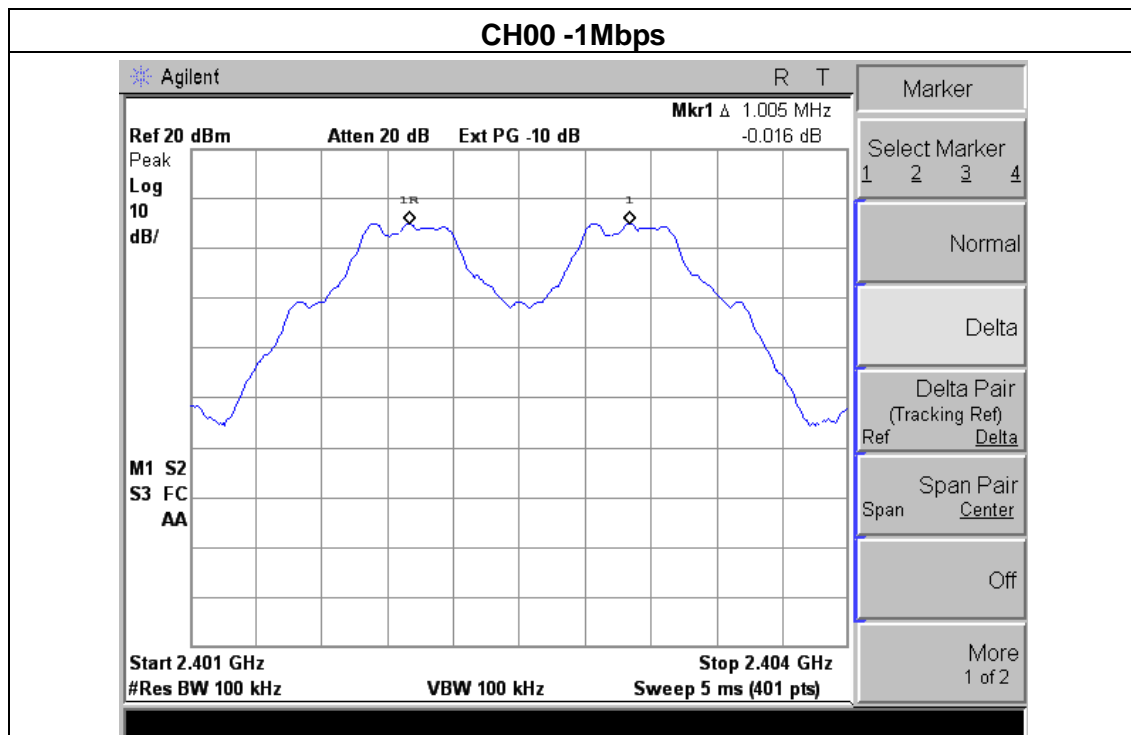 CH00 -1Mbps
Agilent R T
Mkr1 Δ 1.005 MHz
Ref 20 dBm Atten 20 dB Ext PG -10 dB -0.016 dB
Peak
Log
10
dB/
1R 1
M1 S2
S3 FC
AA
Start 2.401 GHz Stop 2.404 GHz
#Res BW 100 kHz VBW 100 kHz Sweep 5 ms (401 pts)
Marker
Select Marker
1 2 3 4
Normal
Delta
Delta Pair
(Tracking Ref)
Ref Delta
Span Pair
Span Center
Off
More
1 of 2